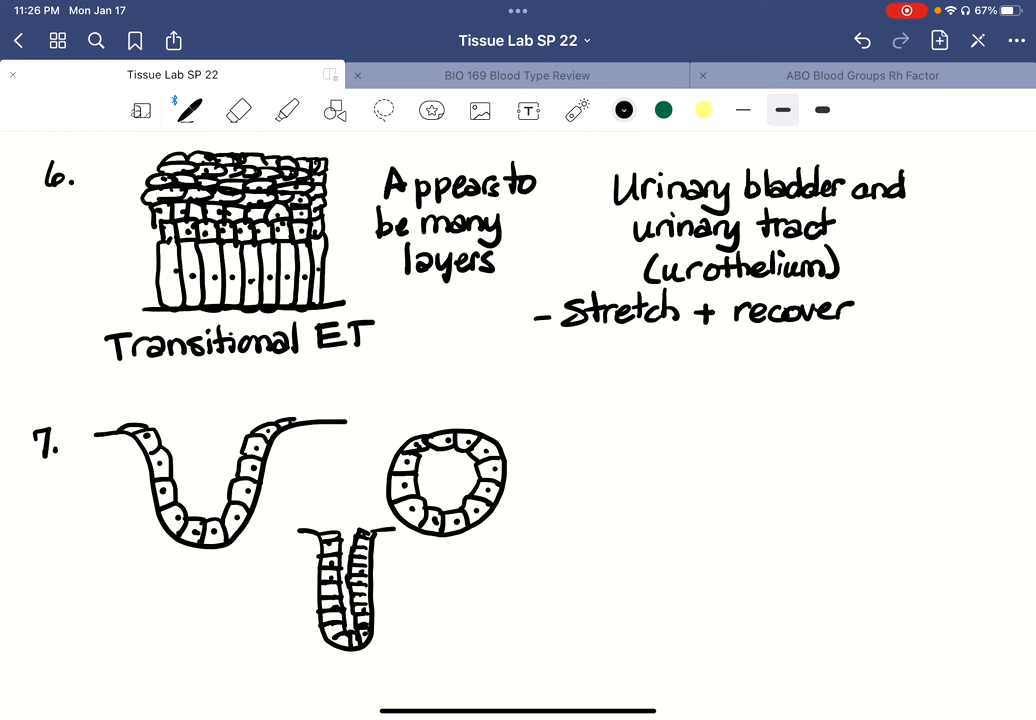 11:26 PM Mon Jan 17
67%
Tissue Lab SP 22
Tissue Lab SP 22
BIO 169 Blood Type Review
ABO Blood Groups Rh Factor
T
6.
Appears to
be many
layers
Urinary bladder and
urinary tract
(urothelium)
- Stretch + recover
Transitional ET
7.